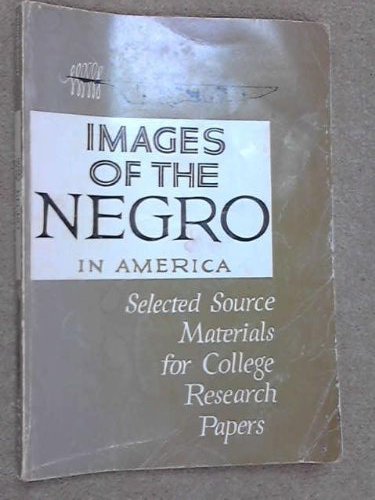 IMAGES
OF THE
NEGRO
IN AMERICA
Selected Source
Materials
for College
Research
Papers